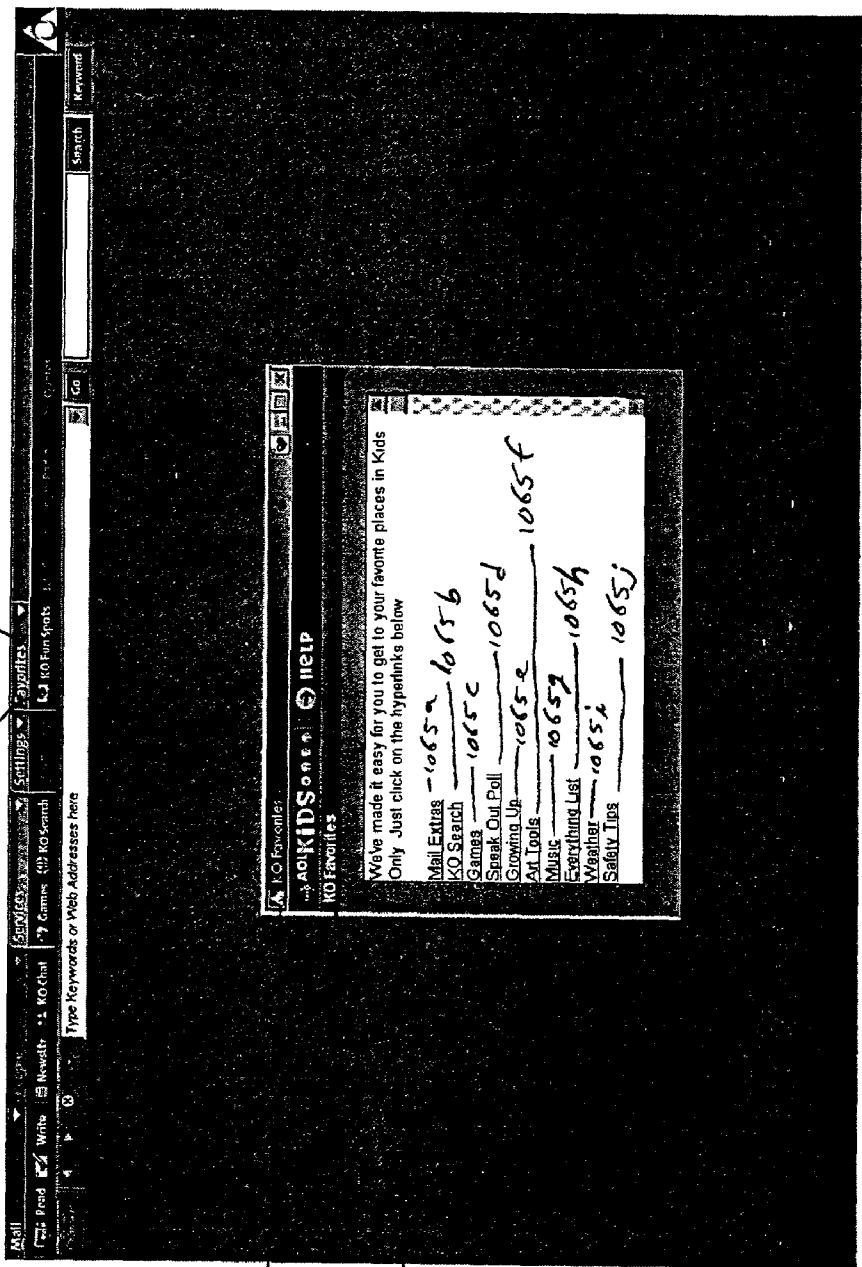 Mail Services Settings Favorites
Read Write Newsltr KO Chat Games KO Search KO Fun Spots
Type Keywords or Web Addresses here Go Search Keyword
KO Favorites
AOL KIDS ONLY HELP
KO Favorites
We've made it easy for you to get to your favorite places in Kids
Only Just click on the hyperlinks below
Mail Extras 1065a
KO Search 1065b
Games 1065c
Speak Out Poll 1065d
Growing Up 1065e
Art Tools 1065f
Music 1065g
Everything List 1065h
Weather 1065i
Safety Tips 1065j